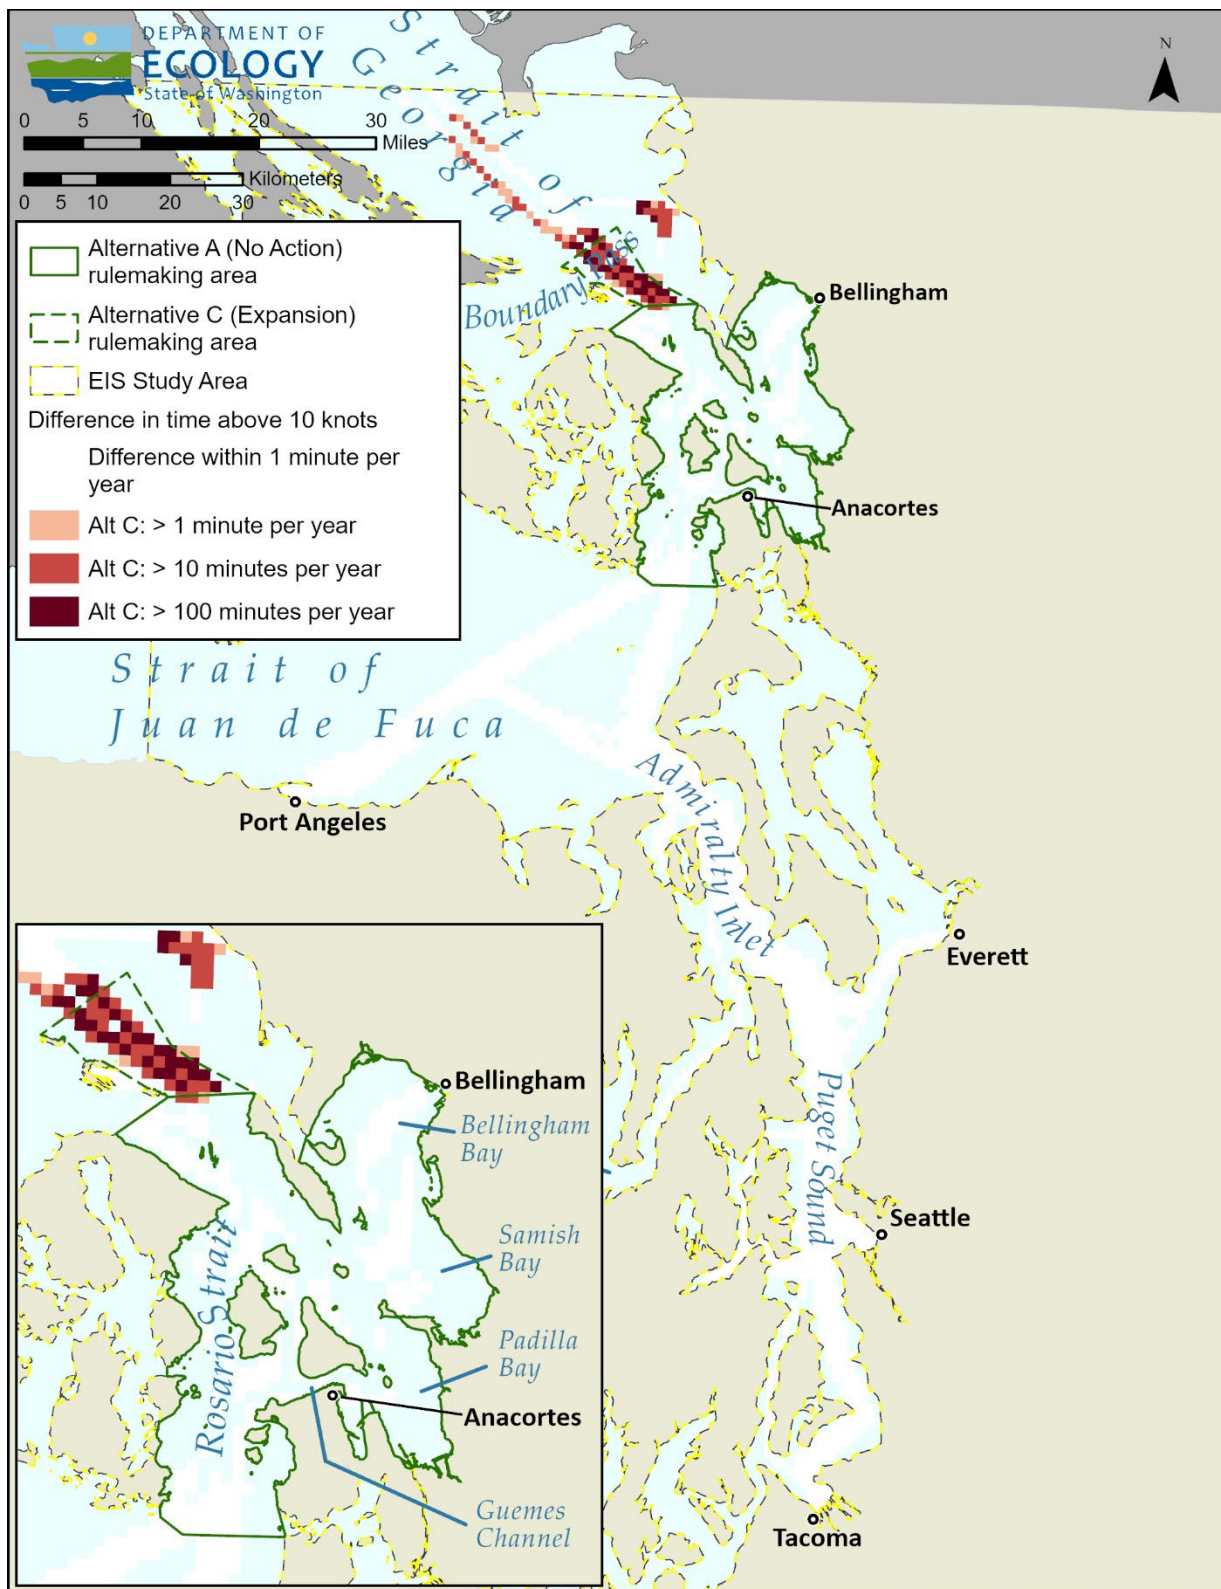 DEPARTMENT OF
ECOLOGY
State of Washington
N
0 5 10 20 30
Miles
Kilometers
0 5 10 20 30
Strait of
Georgia
Alternative A (No Action)
rulemaking area
Alternative C (Expansion)
rulemaking area
EIS Study Area
Difference in time above 10 knots
Difference within 1 minute per
year
Alt C: > 1 minute per year
Alt C: > 10 minutes per year
Alt C: > 100 minutes per year
Boundary Pass
Bellingham
Anacortes
Strait of
Juan de Fuca
Port Angeles
Admiralty Inlet
Everett
Puget Sound
Seattle
Tacoma
Bellingham
Bellingham
Bay
Samish
Bay
Rosario Strait
Padilla
Bay
Anacortes
Guemes
Channel